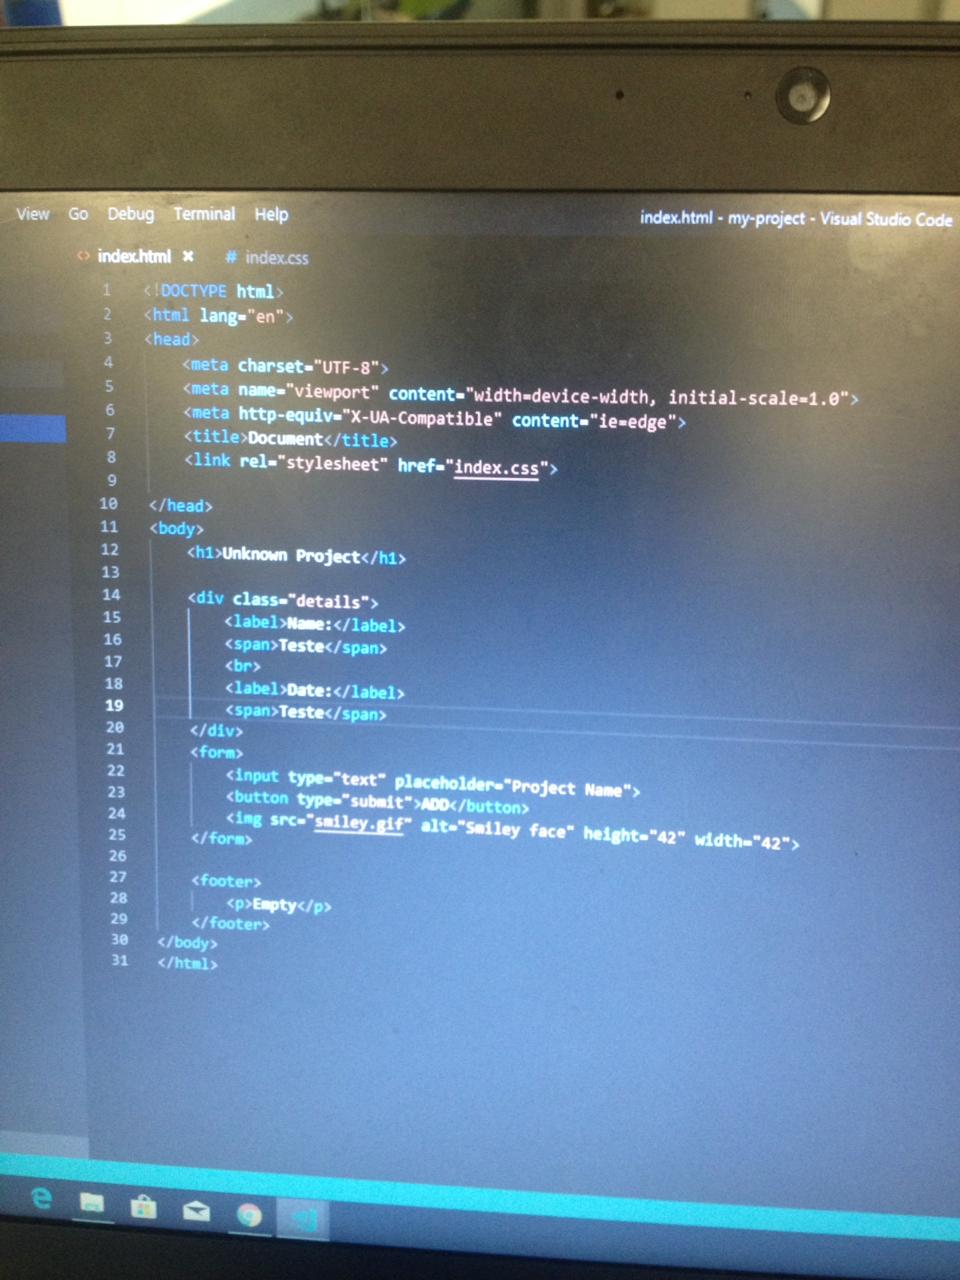 View Go Debug Terminal Help index.html - my-project - Visual Studio Code
<> index.html × # index.css
1 <!DOCTYPE html>
2 <html lang="en">
3 <head>
4 <meta charset="UTF-8">
5 <meta name="viewport" content="width=device-width, initial-scale=1.0">
6 <meta http-equiv="X-UA-Compatible" content="ie=edge">
7 <title>Document</title>
8 <link rel="stylesheet" href="index.css">
9
10 </head>
11 <body>
12 <h1>Unknown Project</h1>
13
14 <div class="details">
15 <label>Name:</label>
16 <span>Teste</span>
17 <br>
18 <label>Date:</label>
19 <span>Teste</span>
20 </div>
21 <form>
22 <input type="text" placeholder="Project Name">
23 <button type="submit">ADD</button>
24 <img src="smiley.gif" alt="Smiley face" height="42" width="42">
25 </form>
26
27 <footer>
28 <p>Empty</p>
29 </footer>
30 </body>
31 </html>